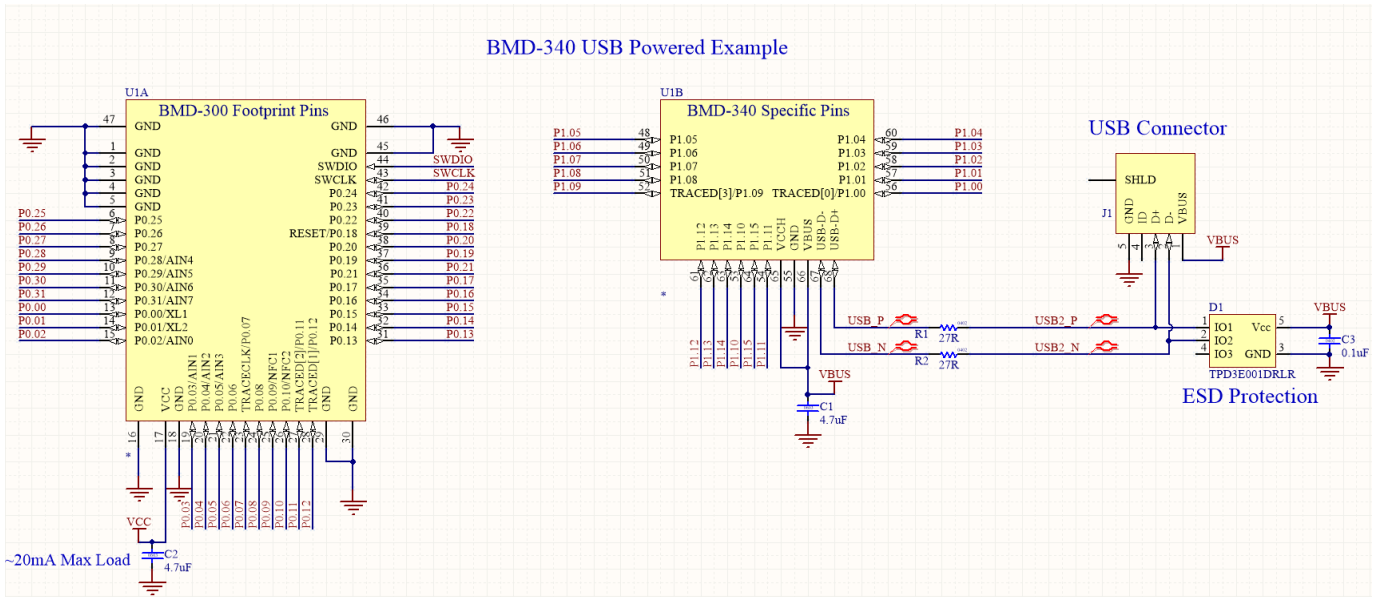 BMD-340 USB Powered Example
U1A
BMD-300 Footprint Pins
47 GND GND 46
1 GND GND 45
2 GND SWDIO 44 SWDIO
3 GND SWCLK 43 SWCLK
4 GND P0.24 42 P0.24
5 GND P0.23 41 P0.23
P0.25 6 P0.25 P0.22 40 P0.22
P0.26 7 P0.26 RESET/P0.18 39 P0.18
P0.27 8 P0.27 P0.20 38 P0.20
P0.28 9 P0.28/AIN4 P0.19 37 P0.19
P0.29 10 P0.29/AIN5 P0.21 36 P0.21
P0.30 11 P0.30/AIN6 P0.17 35 P0.17
P0.31 12 P0.31/AIN7 P0.16 34 P0.16
P0.00 13 P0.00/XL1 P0.15 33 P0.15
P0.01 14 P0.01/XL2 P0.14 32 P0.14
P0.02 15 P0.02/AIN0 P0.13 31 P0.13
GND
VCC
GND
P0.03/AIN1
P0.04/AIN2
P0.05/AIN3
P0.06
TRACECLK/P0.07
P0.08
P0.09/NFC1
P0.10/NFC2
TRACED[2]/P0.11
TRACED[1]/P0.12
GND
GND
16 17 18 19 20 21 22 23 24 25 26 27 28 29 30
*
P0.03
P0.04
P0.05
P0.06
P0.07
P0.08
P0.09
P0.10
P0.11
P0.12
VCC
~20mA Max Load
C2
4.7uF
U1B
BMD-340 Specific Pins
P1.05 48 P1.05 P1.04 60 P1.04
P1.06 49 P1.06 P1.03 59 P1.03
P1.07 50 P1.07 P1.02 58 P1.02
P1.08 51 P1.08 P1.01 57 P1.01
P1.09 52 TRACED[3]/P1.09 TRACED[0]/P1.00 56 P1.00
P1.12
P1.13
P1.14
P1.10
P1.15
P1.11
VCCH
GND
VBUS
USB-D-
USB-D+
61 62 63 53 64 54 65 55 66 67 68
*
P1.12
P1.13
P1.14
P1.10
P1.15
P1.11
VBUS
C1
4.7uF
USB_P
R1
27R
USB2_P
USB_N
R2
27R
USB2_N
USB Connector
J1
SHLD
GND
ID
D+
D-
VBUS
5 4 3 2 1
VBUS
D1
1 IO1 Vcc 5
2 IO2
4 IO3 GND 3
TPD3E001DRLR
VBUS
C3
0.1uF
ESD Protection